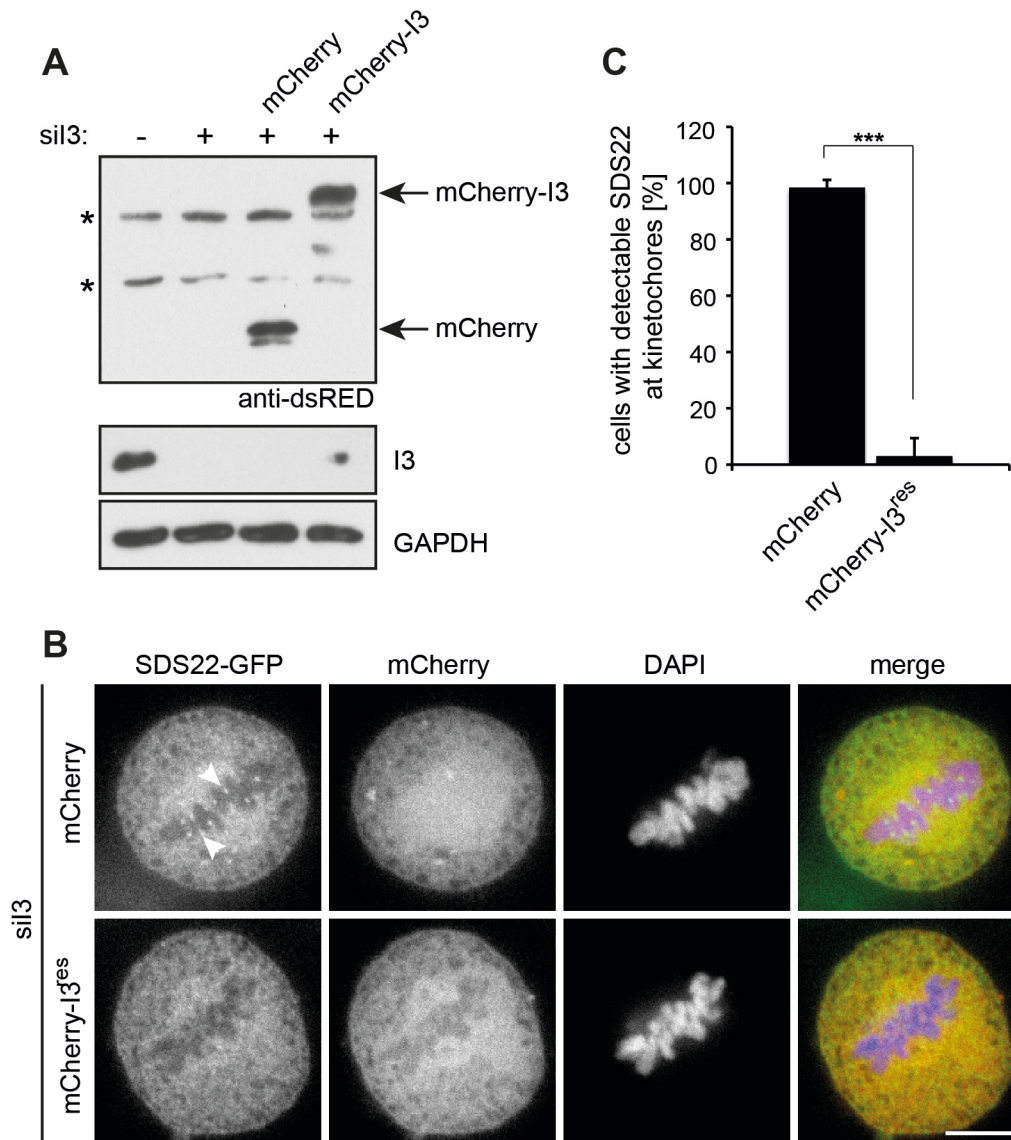 A
mCherry
mCherry-I3
siI3:
-
+
+
+
mCherry-I3
*
*
mCherry
anti-dsRED
I3
GAPDH
C
cells with detectable SDS22
at kinetochores [%]
120
100
80
60
40
20
0
***
mCherry
mCherry-I3res
B
SDS22-GFP
mCherry
DAPI
merge
siI3
mCherry
mCherry-I3res